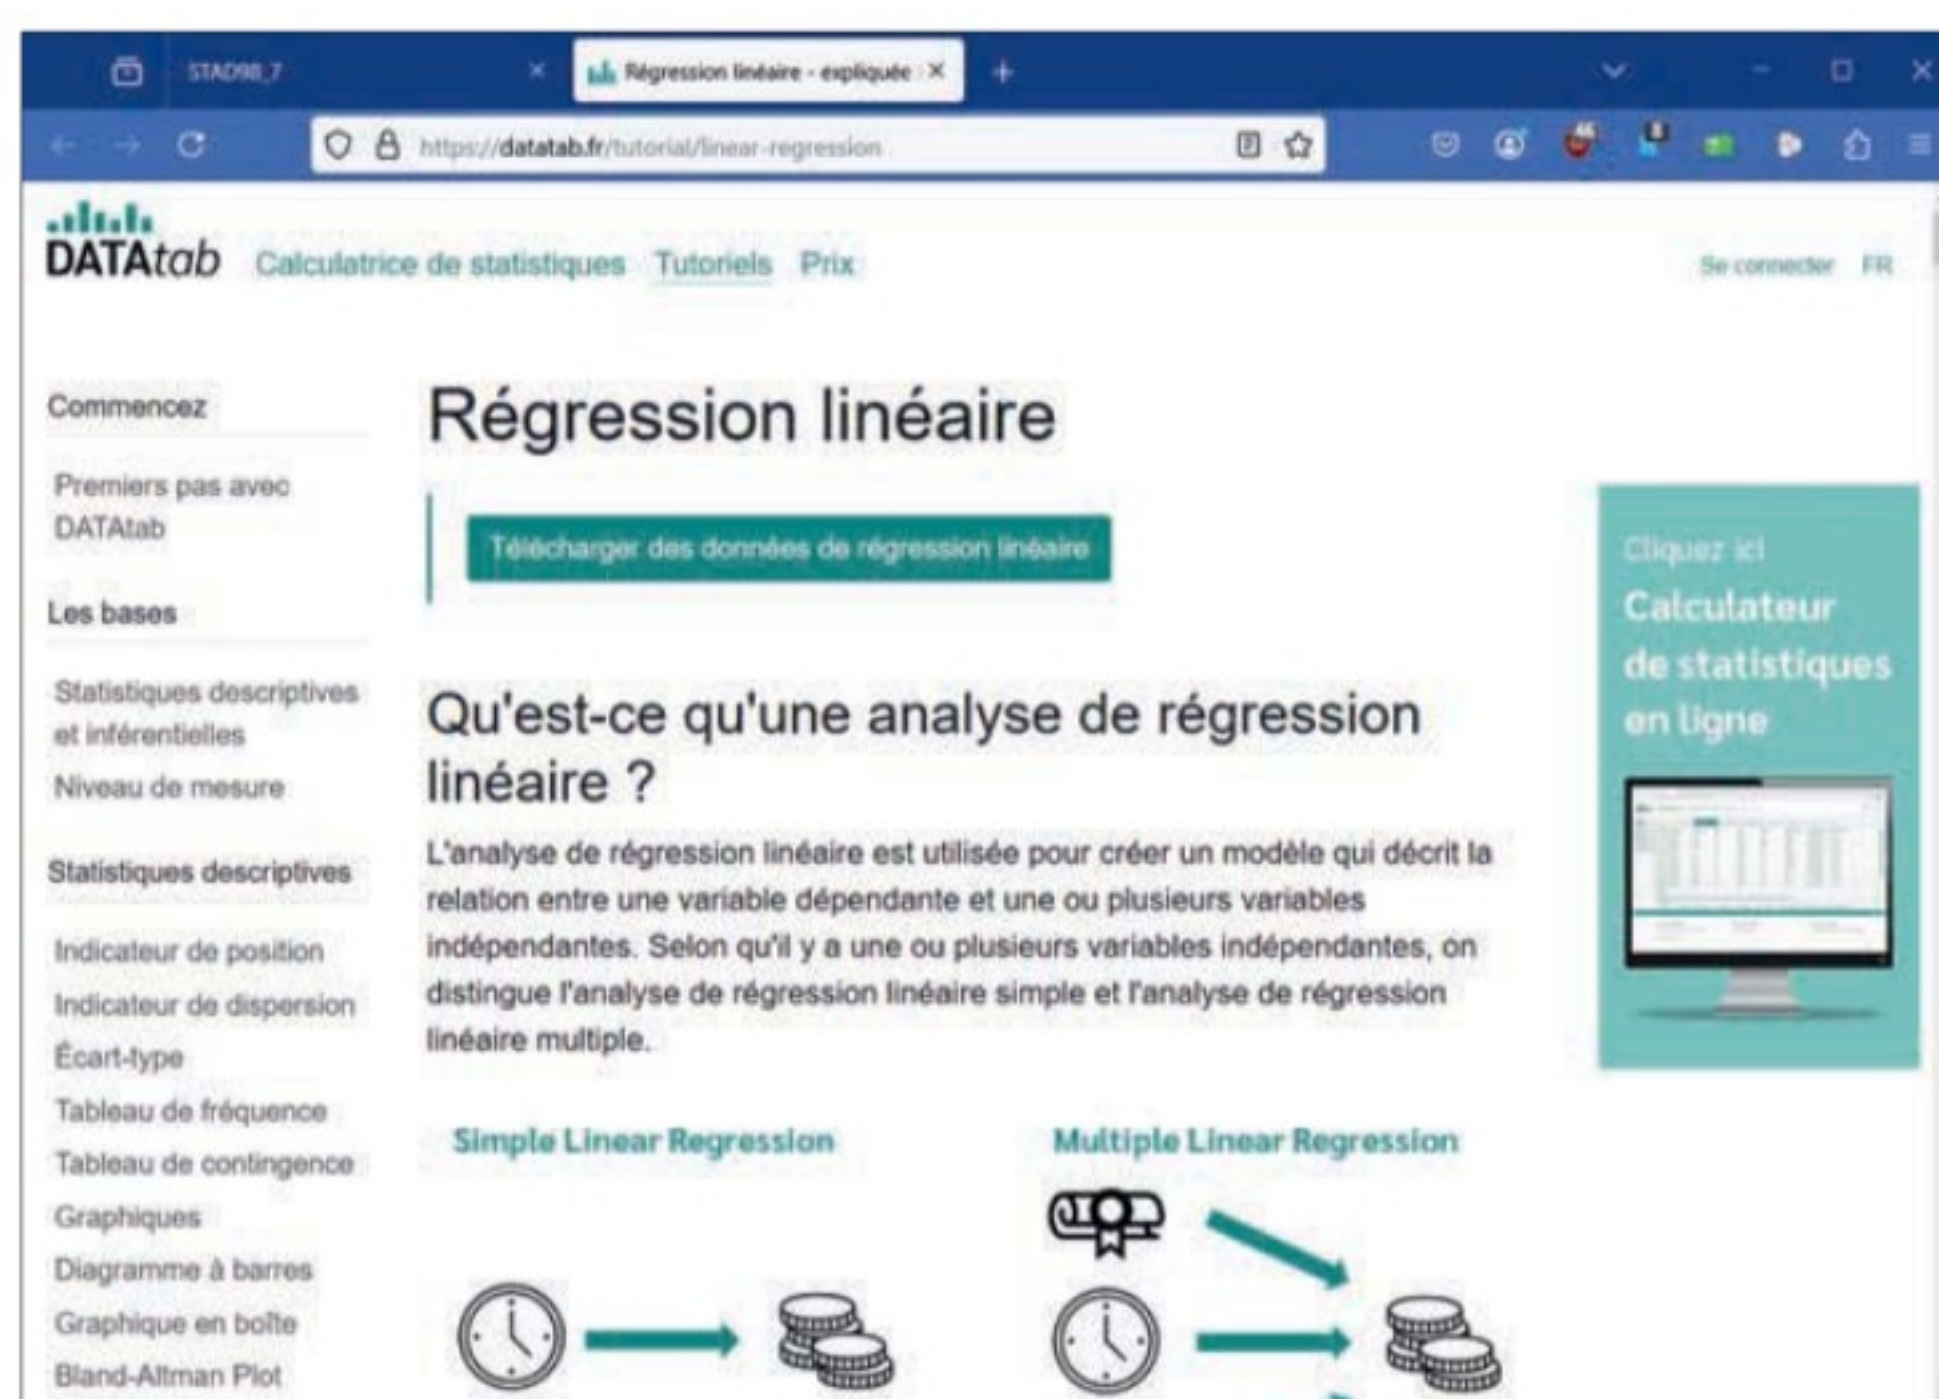 STAD98_7
Régression linéaire - expliquée
https://datatab.fr/tutorial/linear-regression
DATAtab
Calculatrice de statistiques Tutoriels Prix
Se connecter FR
Commencez
Premiers pas avec
DATAtab
Les bases
Statistiques descriptives
et inférentielles
Niveau de mesure
Statistiques descriptives
Indicateur de position
Indicateur de dispersion
Écart-type
Tableau de fréquence
Tableau de contingence
Graphiques
Diagramme à barres
Graphique en boîte
Bland-Altman Plot
Régression linéaire
Télécharger des données de régression linéaire
Qu'est-ce qu'une analyse de régression
linéaire ?
L'analyse de régression linéaire est utilisée pour créer un modèle qui décrit la
relation entre une variable dépendante et une ou plusieurs variables
indépendantes. Selon qu'il y a une ou plusieurs variables indépendantes, on
distingue l'analyse de régression linéaire simple et l'analyse de régression
linéaire multiple.
Simple Linear Regression
Multiple Linear Regression
Cliquez ici
Calculateur
de statistiques
en ligne